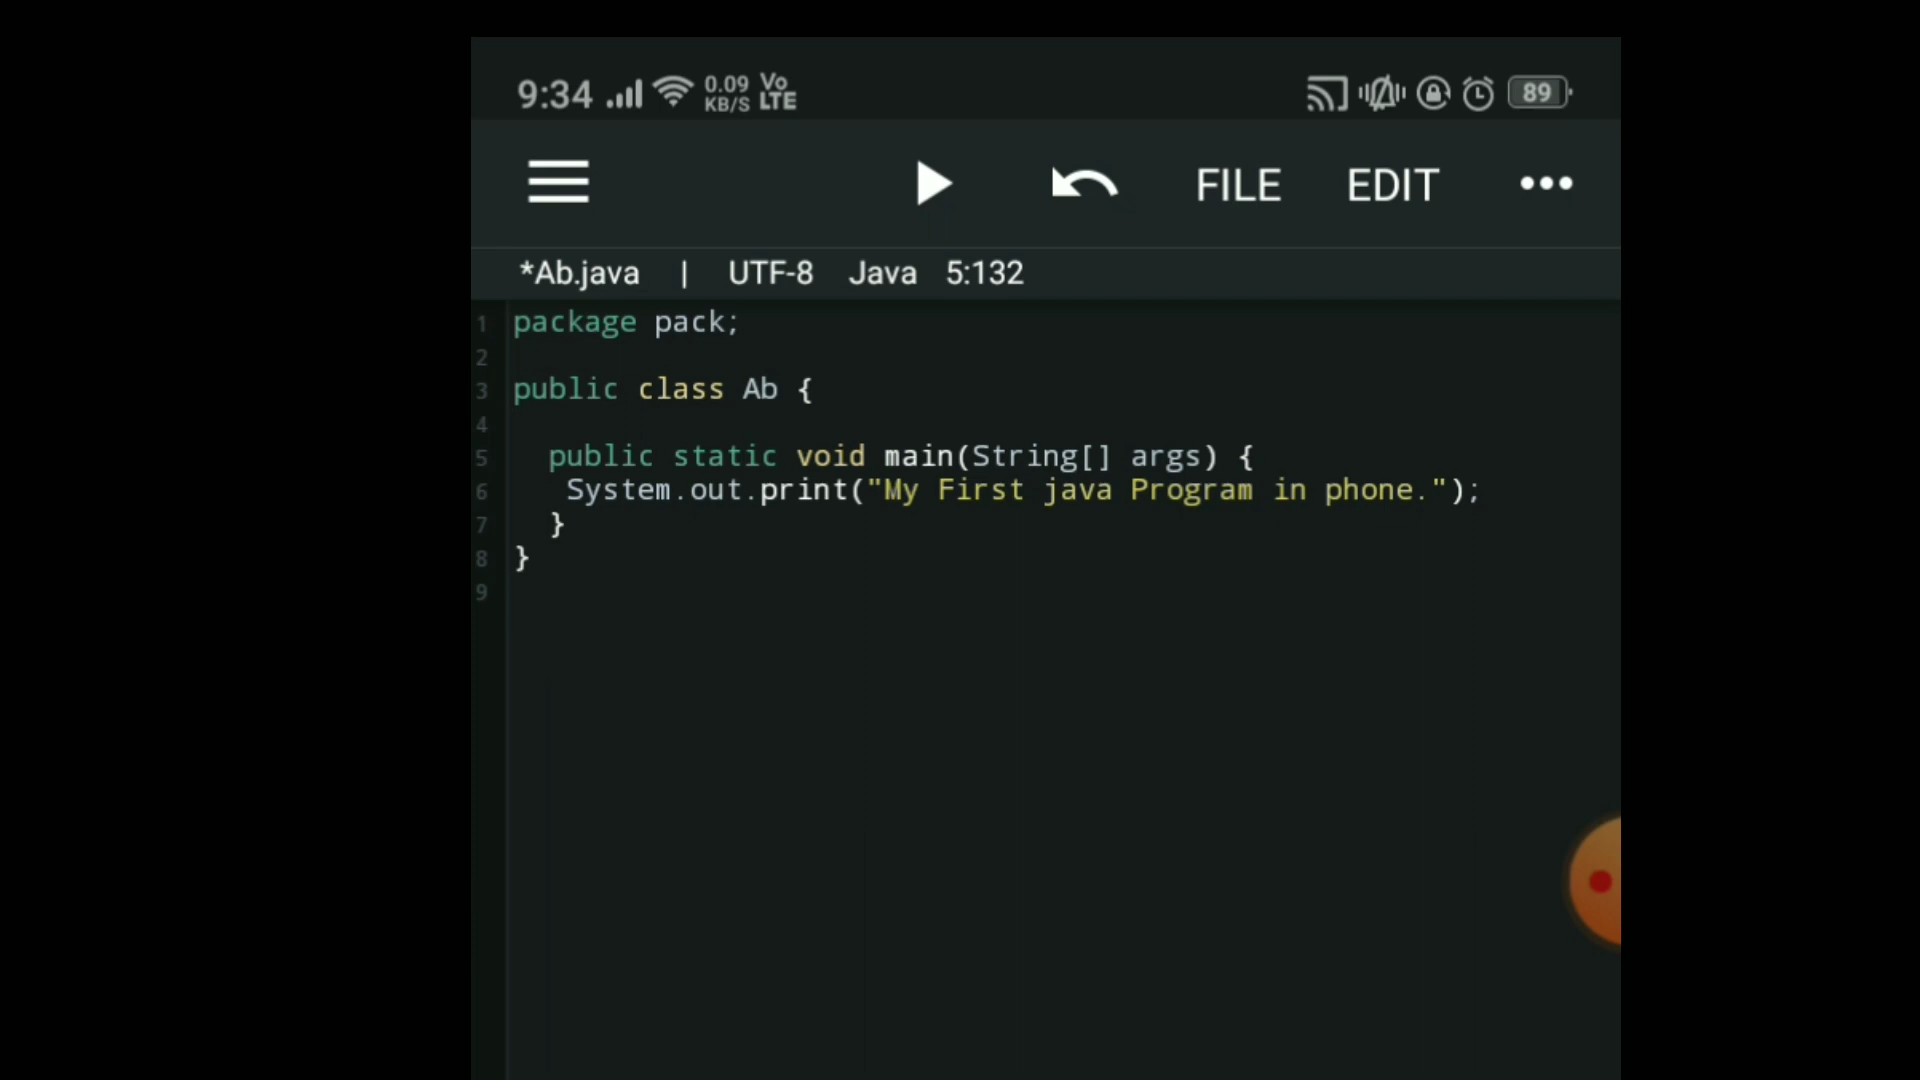 9:34 0.09 KB/S Vo LTE 89
FILE EDIT
*Ab.java | UTF-8 Java 5:132
1 package pack;
2
3 public class Ab {
4
5 public static void main(String[] args) {
6 System.out.print("My First java Program in phone.");
7 }
8 }
9